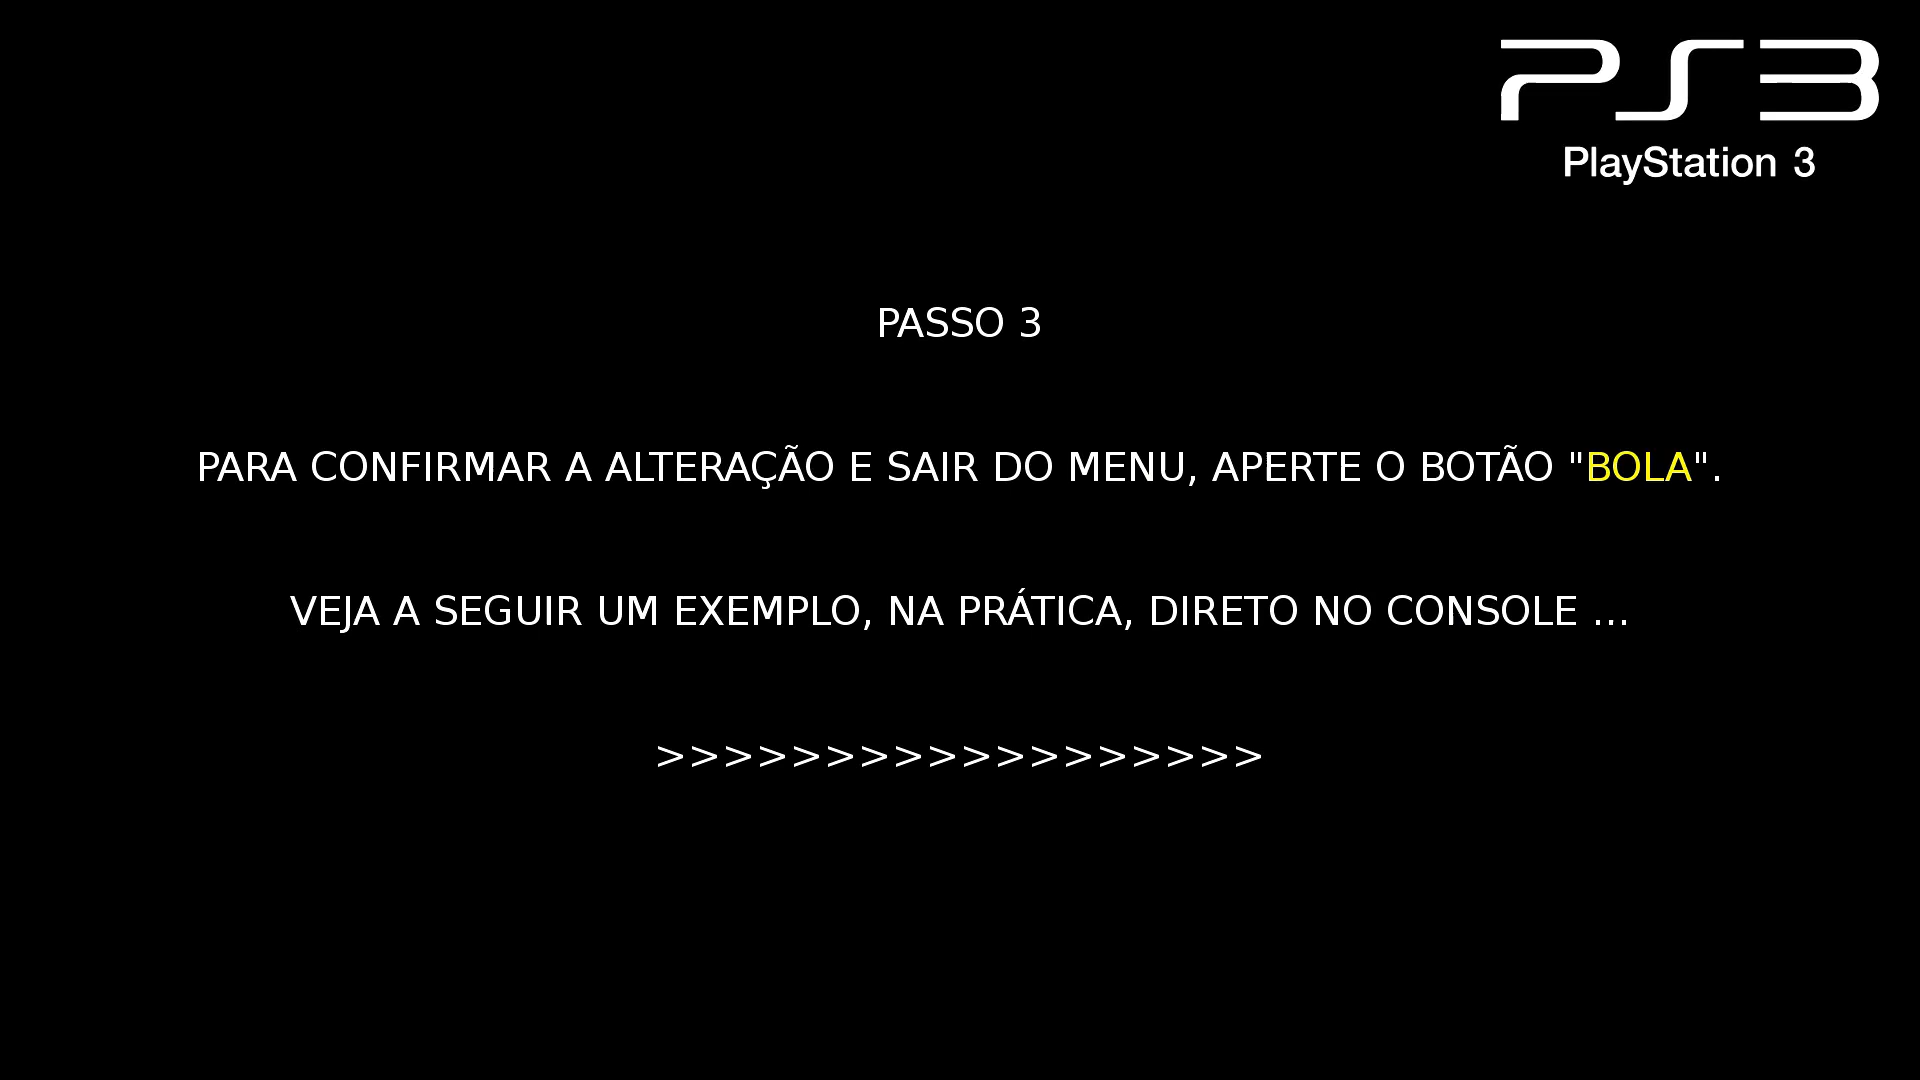 PS3
PlayStation 3
PASSO 3
PARA CONFIRMAR A ALTERAÇÃO E SAIR DO MENU, APERTE O BOTÃO "BOLA".
VEJA A SEGUIR UM EXEMPLO, NA PRÁTICA, DIRETO NO CONSOLE ...
>>>>>>>>>>>>>>>>>>